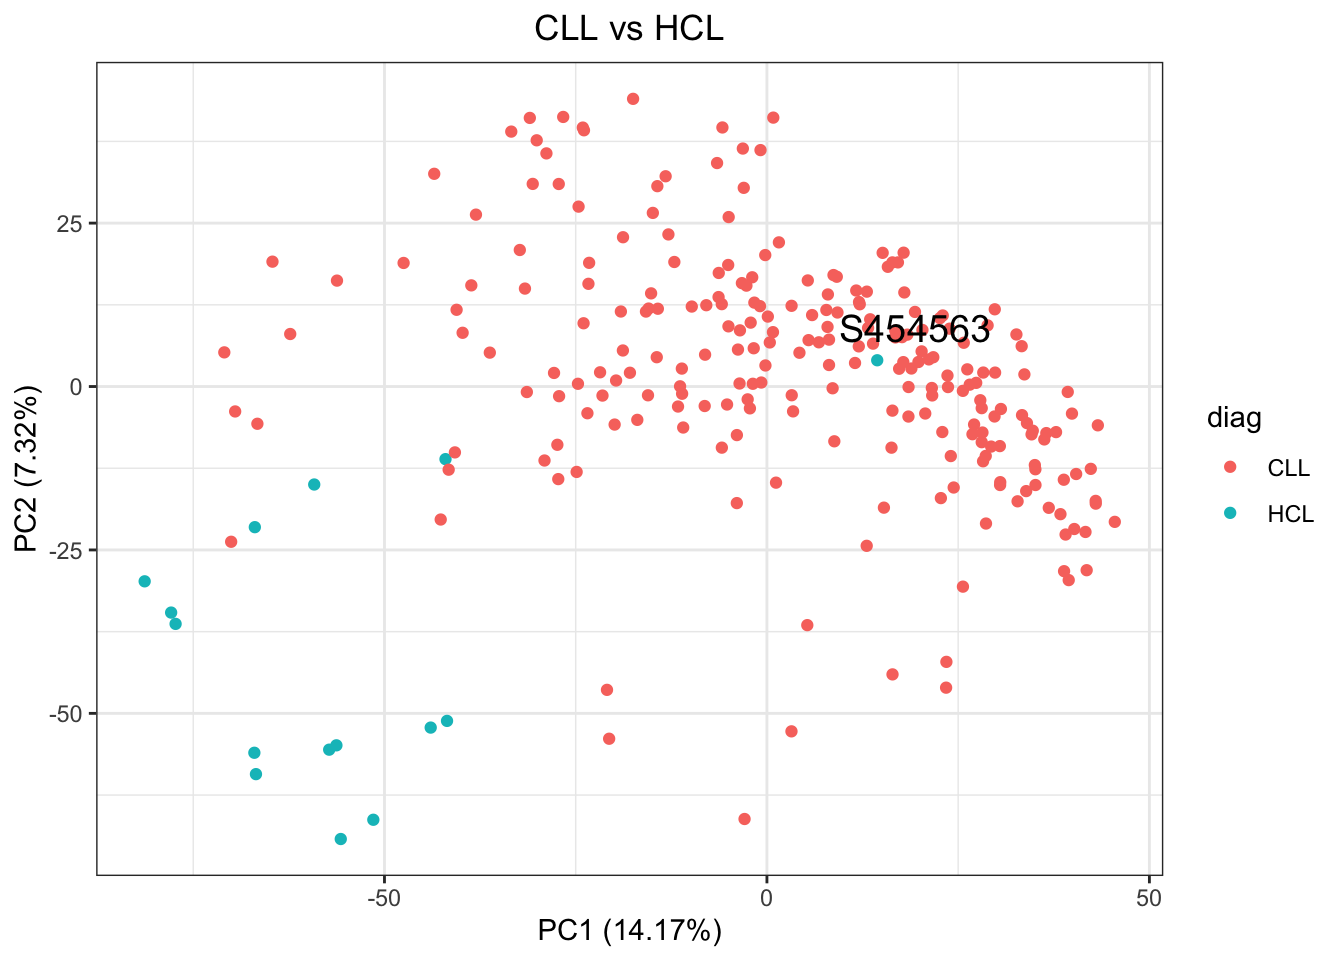 CLL vs HCL
25
0
-25
-50
PC2 (7.32%)
S454563
-50
0
50
PC1 (14.17%)
diag
CLL
HCL